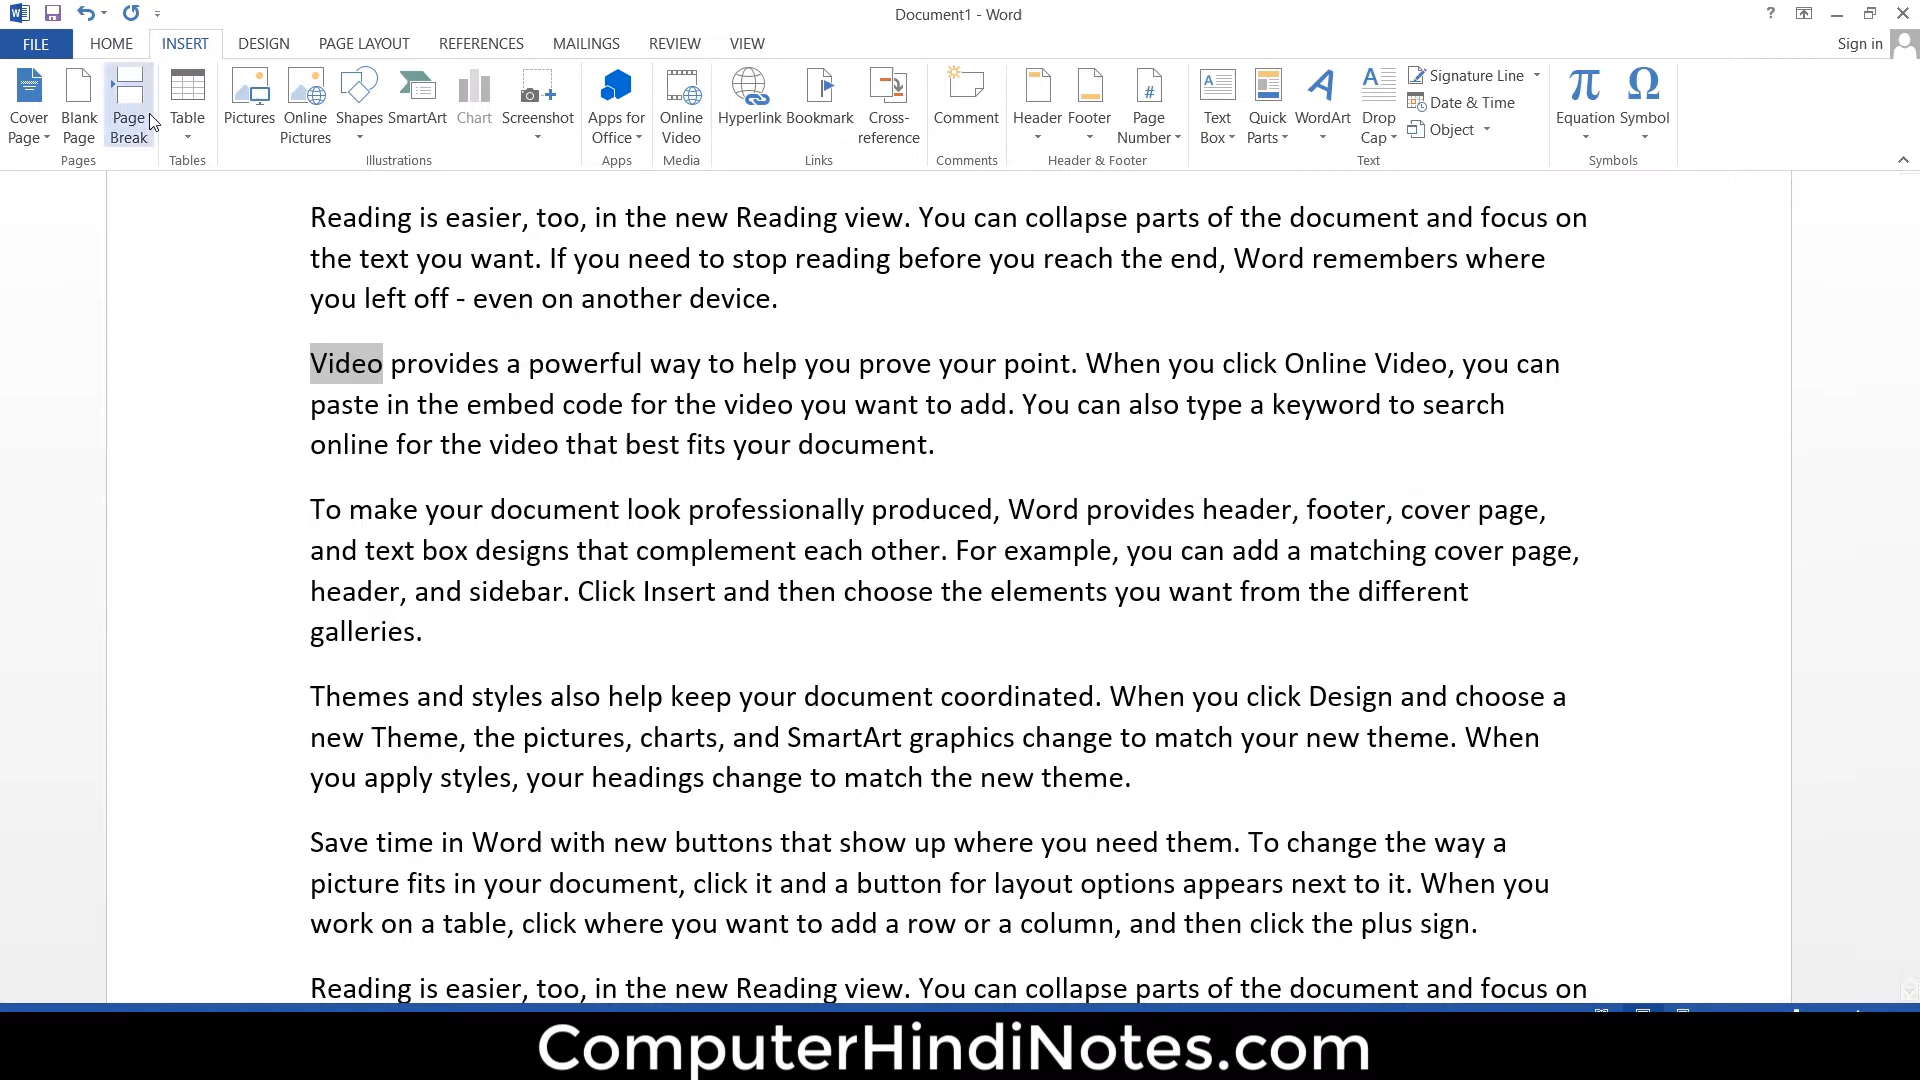 Document1 - Word
?
FILE HOME INSERT DESIGN PAGE LAYOUT REFERENCES MAILINGS REVIEW VIEW Sign in
Cover Page
Blank Page
Page Break
Pages
Table
Tables
Pictures
Online Pictures
Shapes
SmartArt
Chart
Screenshot
Illustrations
Apps for Office
Apps
Online Video
Media
Hyperlink
Bookmark
Cross-reference
Links
Comment
Comments
Header
Footer
Page Number
Header & Footer
Text Box
Quick Parts
WordArt
Drop Cap
Signature Line
Date & Time
Object
Text
Equation
Symbol
Symbols
Reading is easier, too, in the new Reading view. You can collapse parts of the document and focus on
the text you want. If you need to stop reading before you reach the end, Word remembers where
you left off - even on another device.
Video provides a powerful way to help you prove your point. When you click Online Video, you can
paste in the embed code for the video you want to add. You can also type a keyword to search
online for the video that best fits your document.
To make your document look professionally produced, Word provides header, footer, cover page,
and text box designs that complement each other. For example, you can add a matching cover page,
header, and sidebar. Click Insert and then choose the elements you want from the different
galleries.
Themes and styles also help keep your document coordinated. When you click Design and choose a
new Theme, the pictures, charts, and SmartArt graphics change to match your new theme. When
you apply styles, your headings change to match the new theme.
Save time in Word with new buttons that show up where you need them. To change the way a
picture fits in your document, click it and a button for layout options appears next to it. When you
work on a table, click where you want to add a row or a column, and then click the plus sign.
Reading is easier, too, in the new Reading view. You can collapse parts of the document and focus on
ComputerHindiNotes.com